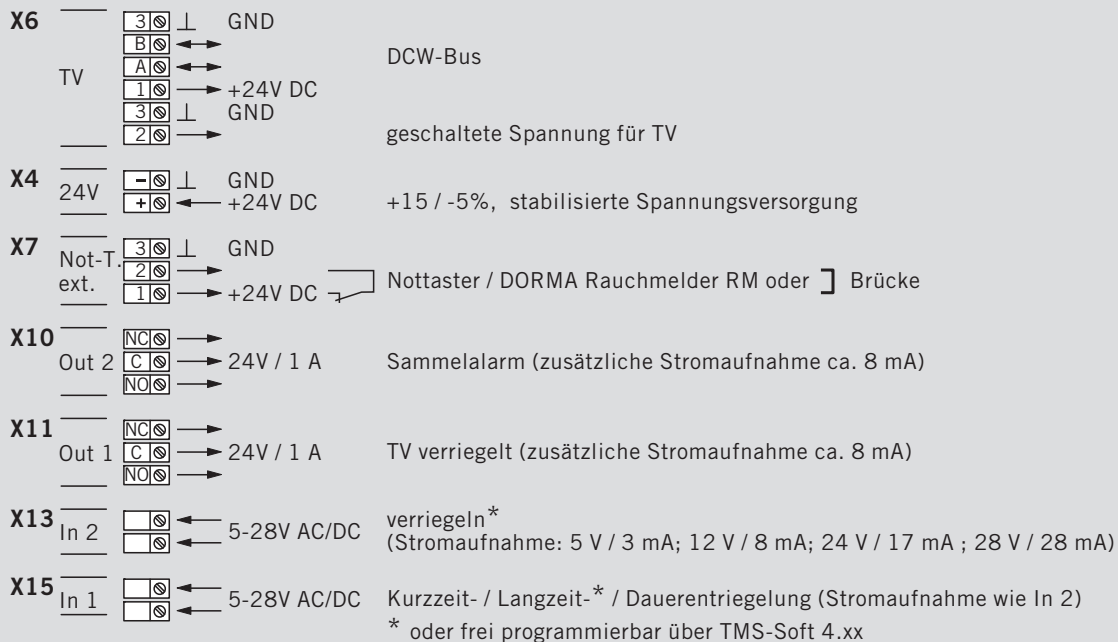 X6
TV
3 ⊥ GND
B
A
DCW-Bus
1 +24V DC
3 ⊥ GND
2 geschaltete Spannung für TV
X4
24V
- ⊥ GND
+ +24V DC +15 / -5%, stabilisierte Spannungsversorgung
X7
Not-T.
ext.
3 ⊥ GND
2
1 +24V DC
Nottaster / DORMA Rauchmelder RM oder Brücke
X10
Out 2
NC
C 24V / 1 A Sammelalarm (zusätzliche Stromaufnahme ca. 8 mA)
NO
X11
Out 1
NC
C 24V / 1 A TV verriegelt (zusätzliche Stromaufnahme ca. 8 mA)
NO
X13
In 2
5-28V AC/DC
verriegeln*
(Stromaufnahme: 5 V / 3 mA; 12 V / 8 mA; 24 V / 17 mA ; 28 V / 28 mA)
X15
In 1
5-28V AC/DC
Kurzzeit- / Langzeit-* / Dauerentriegelung (Stromaufnahme wie In 2)
* oder frei programmierbar über TMS-Soft 4.xx